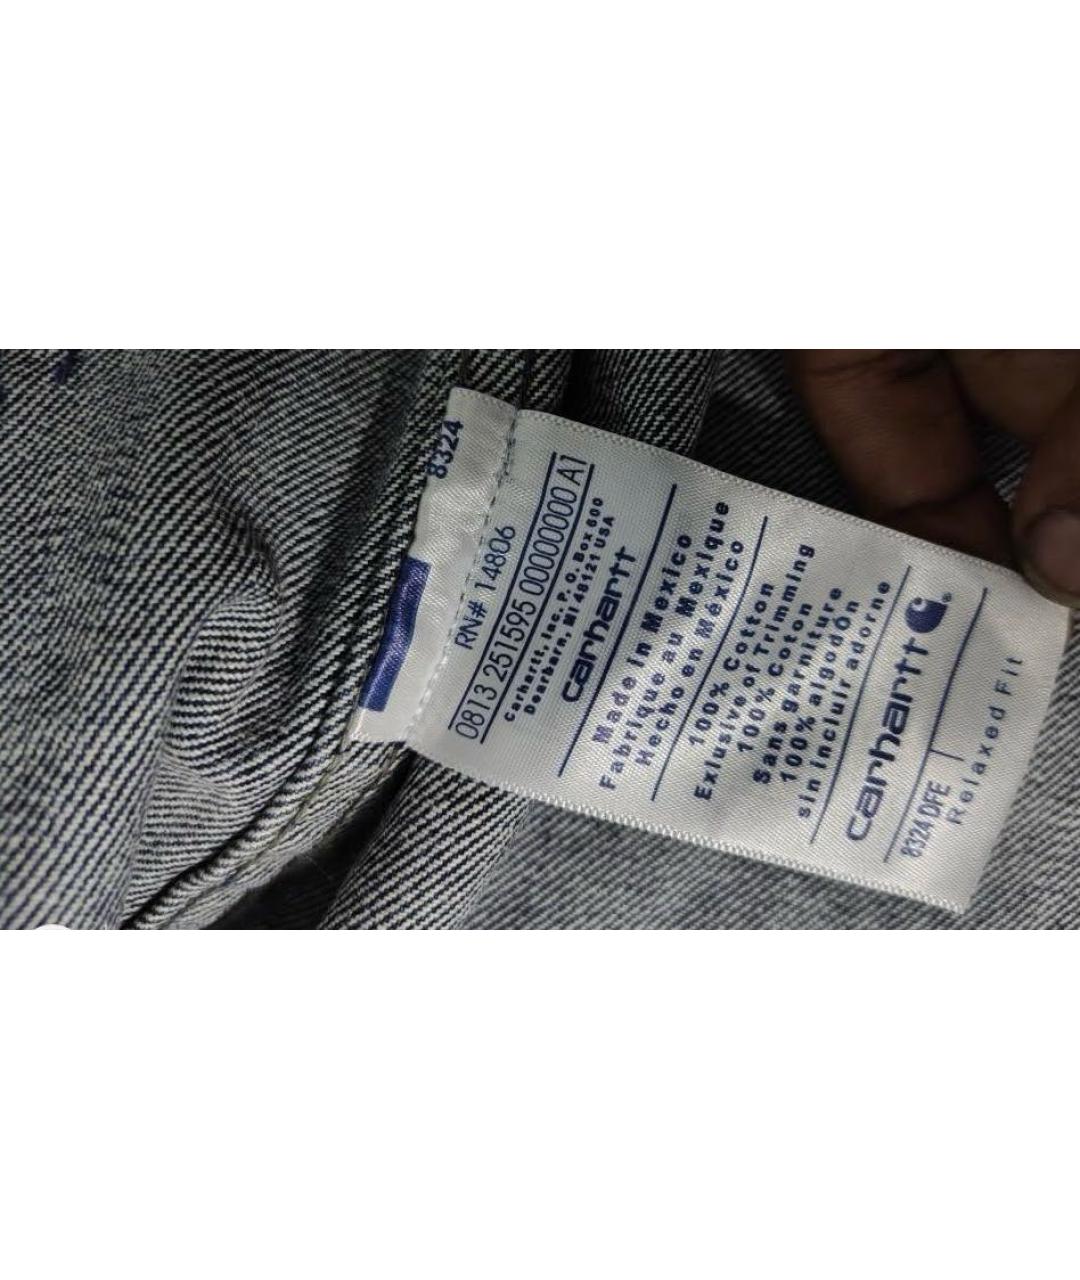 8324
RN# 14806
0813 251595 00000000 A1
Carhartt, Inc. P.O. Box 600
Dearborn, MI 48121 USA
carhartt
Made in Mexico
Fabrique au Mexique
Hecho en México
100% Cotton
Exlusive of Trimming
100% Coton
Sans garniture
100% algodón
sin incluir adorne
carhartt
8324 DFE
Relaxed Fit